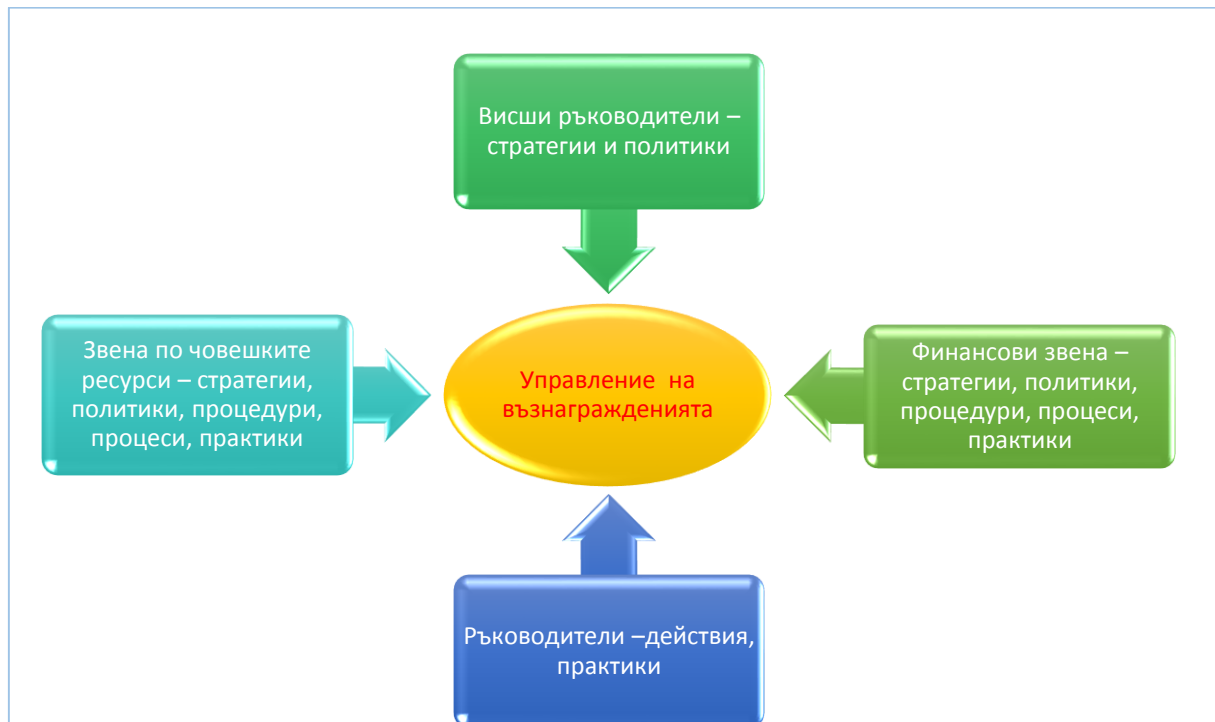 Висши ръководители –
стратегии и политики
Звена по човешките
ресурси – стратегии,
политики, процедури,
процеси, практики
Управление на
възнагражденията
Финансови звена –
стратегии, политики,
процедури, процеси,
практики
Ръководители –действия,
практики